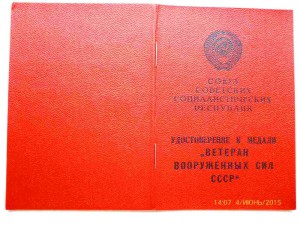 СОЮЗ
СОВЕТСКИХ
СОЦИАЛИСТИЧЕСКИХ
РЕСПУБЛИК
УДОСТОВЕРЕНИЕ К МЕДАЛИ
„ВЕТЕРАН
ВООРУЖЕННЫХ СИЛ
СССР“
14:07 4/ИЮНЬ/2015